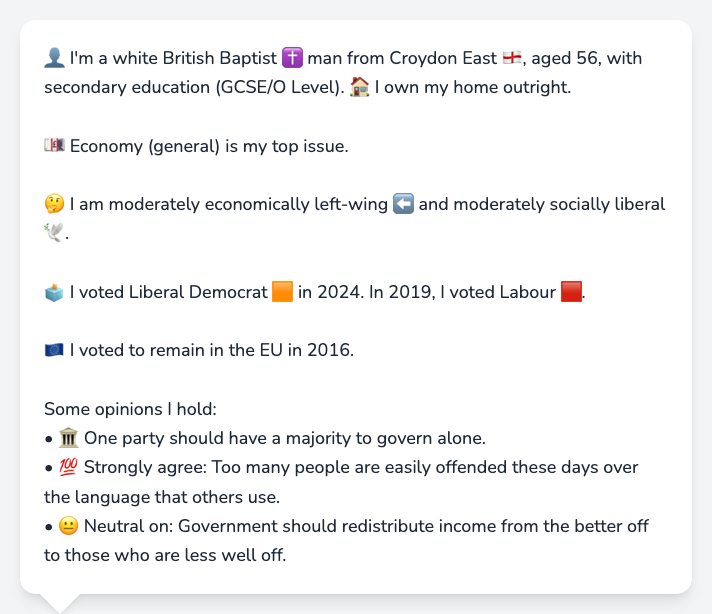 👤 I'm a white British Baptist ✝️ man from Croydon East 🏴󠁧󠁢󠁥󠁮󠁧󠁿, aged 56, with
secondary education (GCSE/O Level). 🏠 I own my home outright.
💷 Economy (general) is my top issue.
🤔 I am moderately economically left-wing ⬅️ and moderately socially liberal
🕊️.
🗳️ I voted Liberal Democrat 🟧 in 2024. In 2019, I voted Labour 🟥.
🇪🇺 I voted to remain in the EU in 2016.
Some opinions I hold:
• 🏛️ One party should have a majority to govern alone.
• 💯 Strongly agree: Too many people are easily offended these days over
the language that others use.
• 😐 Neutral on: Government should redistribute income from the better off
to those who are less well off.